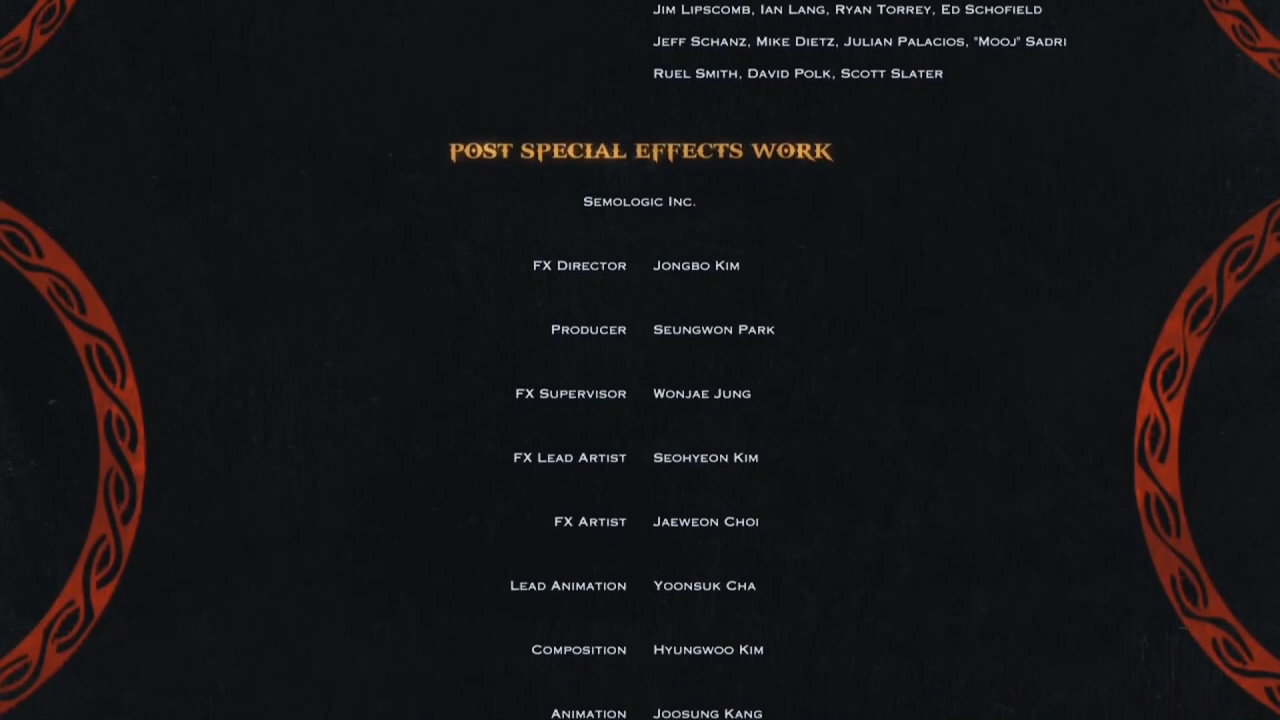 Jim Lipscomb, Ian Lang, Ryan Torrey, Ed Schofield
Jeff Schanz, Mike Dietz, Julian Palacios, "Mooj" Sadri
Ruel Smith, David Polk, Scott Slater
POST SPECIAL EFFECTS WORK
Semologic Inc.
FX Director Jongbo Kim
Producer Seungwon Park
FX Supervisor Wonjae Jung
FX Lead Artist Seohyeon Kim
FX Artist Jaeweon Choi
Lead Animation Yoonsuk Cha
Composition Hyungwoo Kim
Animation Joosung Kang